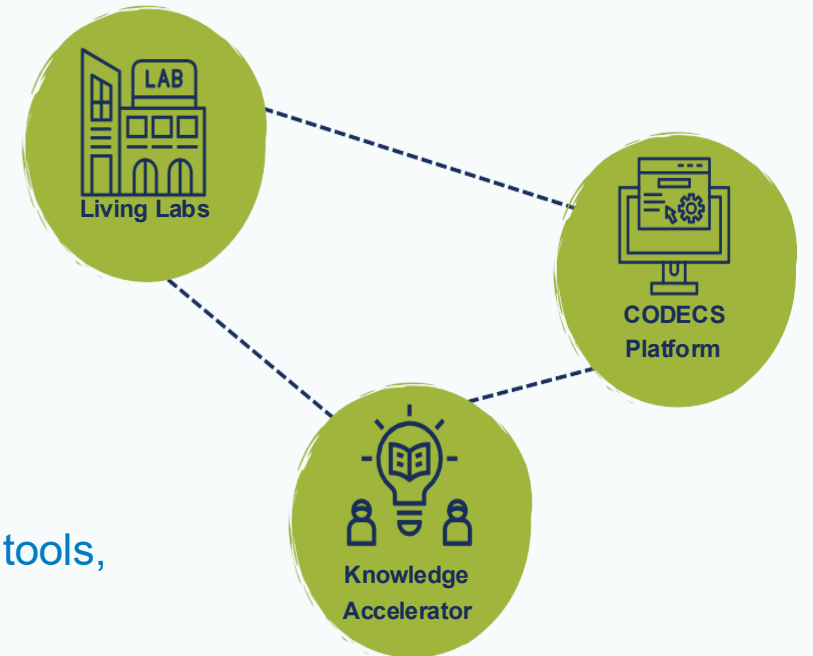 LAB
Living Labs
CODECS
Platform
tools,
Knowledge
Accelerator